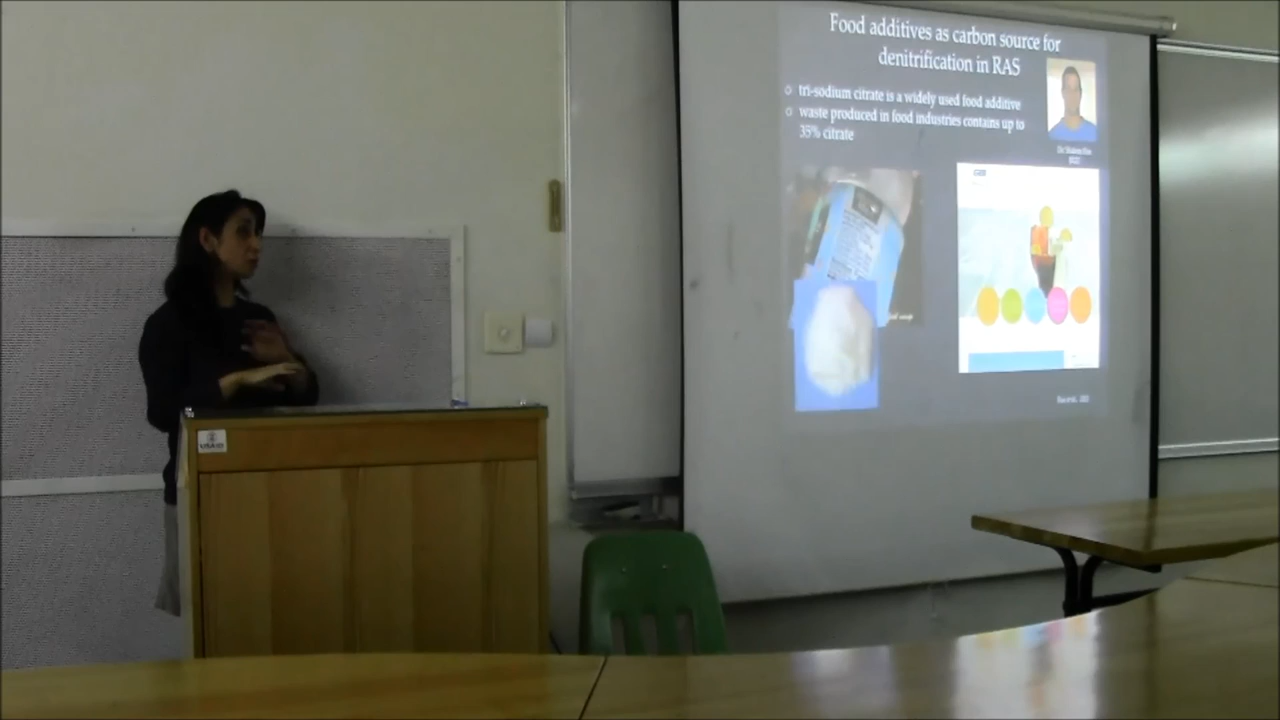 Food additives as carbon source for
denitrification in RAS
tri-sodium citrate is a widely used food additive
waste produced in food industries contains up to
35% citrate
USAID